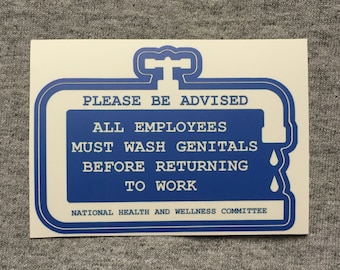 PLEASE BE ADVISED
ALL EMPLOYEES
MUST WASH GENITALS
BEFORE RETURNING
TO WORK
NATIONAL HEALTH AND WELLNESS COMMITTEE